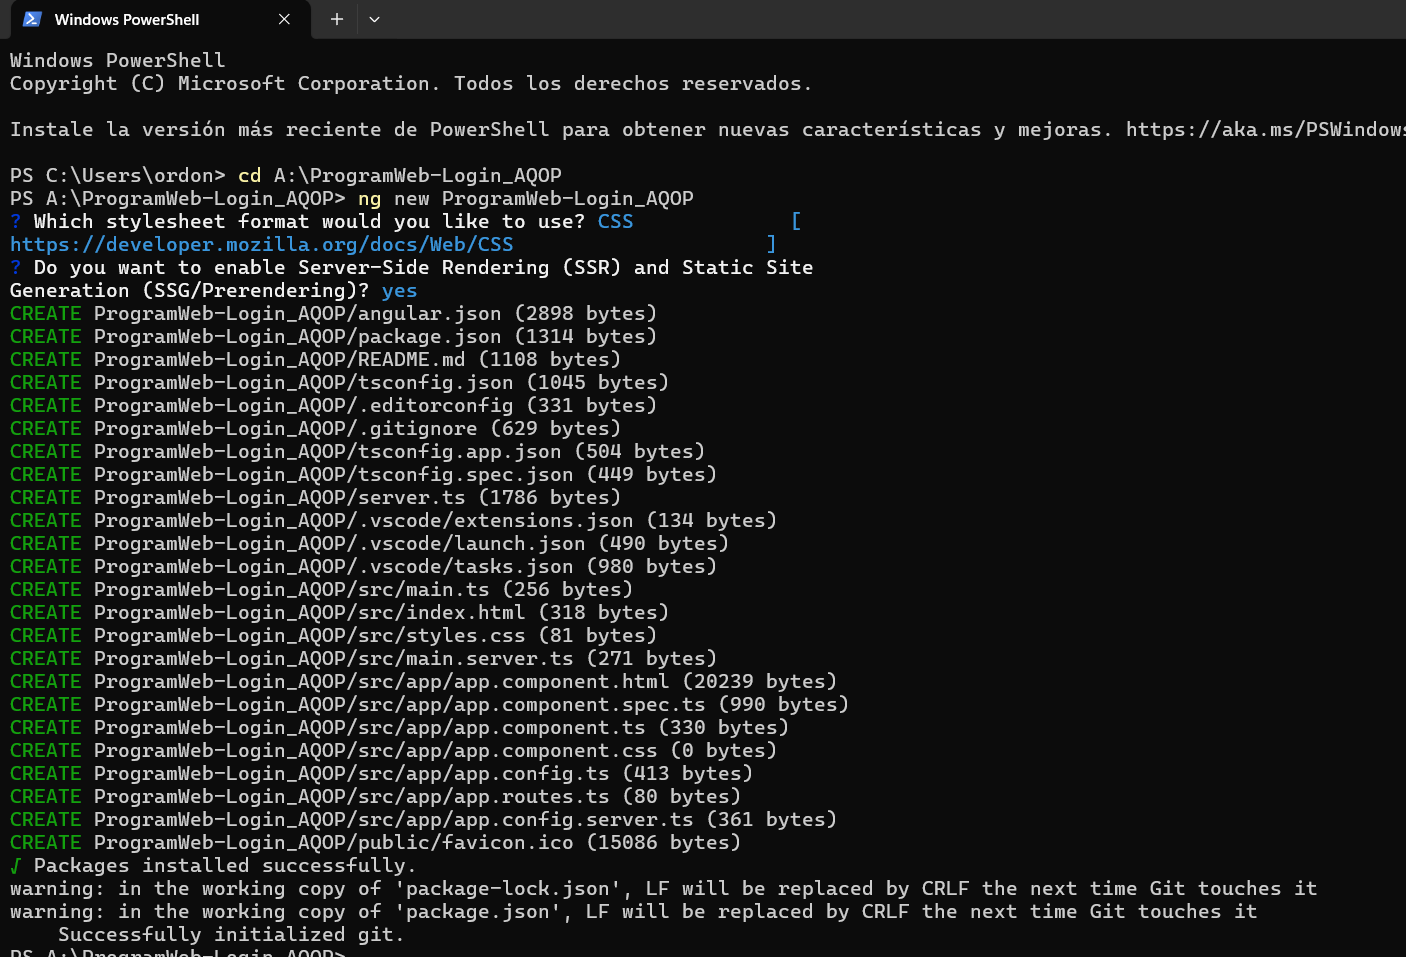 Windows PowerShell
Windows PowerShell
Copyright (C) Microsoft Corporation. Todos los derechos reservados.
Instale la versión más reciente de PowerShell para obtener nuevas características y mejoras. https://aka.ms/PSWindows
PS C:\Users\ordon> cd A:\ProgramWeb-Login_AQOP
PS A:\ProgramWeb-Login_AQOP> ng new ProgramWeb-Login_AQOP
? Which stylesheet format would you like to use? CSS             [
https://developer.mozilla.org/docs/Web/CSS                     ]
? Do you want to enable Server-Side Rendering (SSR) and Static Site
Generation (SSG/Prerendering)? yes
CREATE ProgramWeb-Login_AQOP/angular.json (2898 bytes)
CREATE ProgramWeb-Login_AQOP/package.json (1314 bytes)
CREATE ProgramWeb-Login_AQOP/README.md (1108 bytes)
CREATE ProgramWeb-Login_AQOP/tsconfig.json (1045 bytes)
CREATE ProgramWeb-Login_AQOP/.editorconfig (331 bytes)
CREATE ProgramWeb-Login_AQOP/.gitignore (629 bytes)
CREATE ProgramWeb-Login_AQOP/tsconfig.app.json (504 bytes)
CREATE ProgramWeb-Login_AQOP/tsconfig.spec.json (449 bytes)
CREATE ProgramWeb-Login_AQOP/server.ts (1786 bytes)
CREATE ProgramWeb-Login_AQOP/.vscode/extensions.json (134 bytes)
CREATE ProgramWeb-Login_AQOP/.vscode/launch.json (490 bytes)
CREATE ProgramWeb-Login_AQOP/.vscode/tasks.json (980 bytes)
CREATE ProgramWeb-Login_AQOP/src/main.ts (256 bytes)
CREATE ProgramWeb-Login_AQOP/src/index.html (318 bytes)
CREATE ProgramWeb-Login_AQOP/src/styles.css (81 bytes)
CREATE ProgramWeb-Login_AQOP/src/main.server.ts (271 bytes)
CREATE ProgramWeb-Login_AQOP/src/app/app.component.html (20239 bytes)
CREATE ProgramWeb-Login_AQOP/src/app/app.component.spec.ts (990 bytes)
CREATE ProgramWeb-Login_AQOP/src/app/app.component.ts (330 bytes)
CREATE ProgramWeb-Login_AQOP/src/app/app.component.css (0 bytes)
CREATE ProgramWeb-Login_AQOP/src/app/app.config.ts (413 bytes)
CREATE ProgramWeb-Login_AQOP/src/app/app.routes.ts (80 bytes)
CREATE ProgramWeb-Login_AQOP/src/app/app.config.server.ts (361 bytes)
CREATE ProgramWeb-Login_AQOP/public/favicon.ico (15086 bytes)
√ Packages installed successfully.
warning: in the working copy of 'package-lock.json', LF will be replaced by CRLF the next time Git touches it
warning: in the working copy of 'package.json', LF will be replaced by CRLF the next time Git touches it
    Successfully initialized git.
PS A:\ProgramWeb-Login_AQOP>